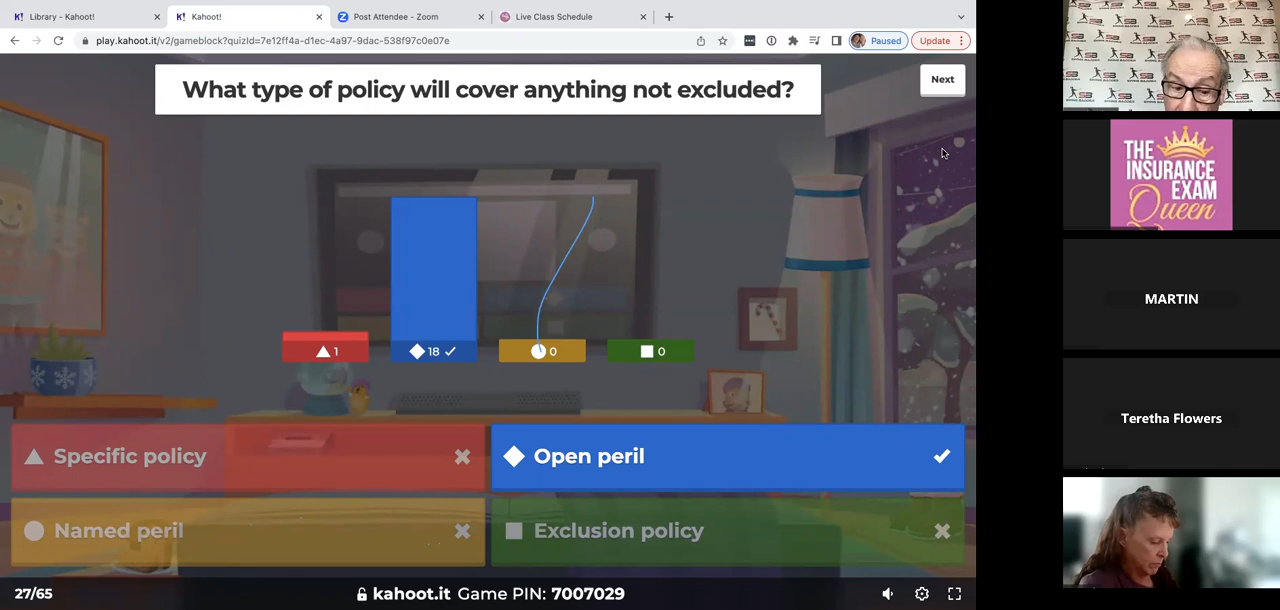 Library - Kahoot!
Kahoot!
Post Attendee - Zoom
Live Class Schedule
play.kahoot.it/v2/gameblock?quizId=7e12ff4a-d1ec-4a97-9dac-538f97c0e07e
Paused
Update
What type of policy will cover anything not excluded?
Next
1
18
0
0
Specific policy
Open peril
Named peril
Exclusion policy
27/65
kahoot.it Game PIN: 7007029
SB
THE
INSURANCE
EXAM
Queen
MARTIN
Teretha Flowers